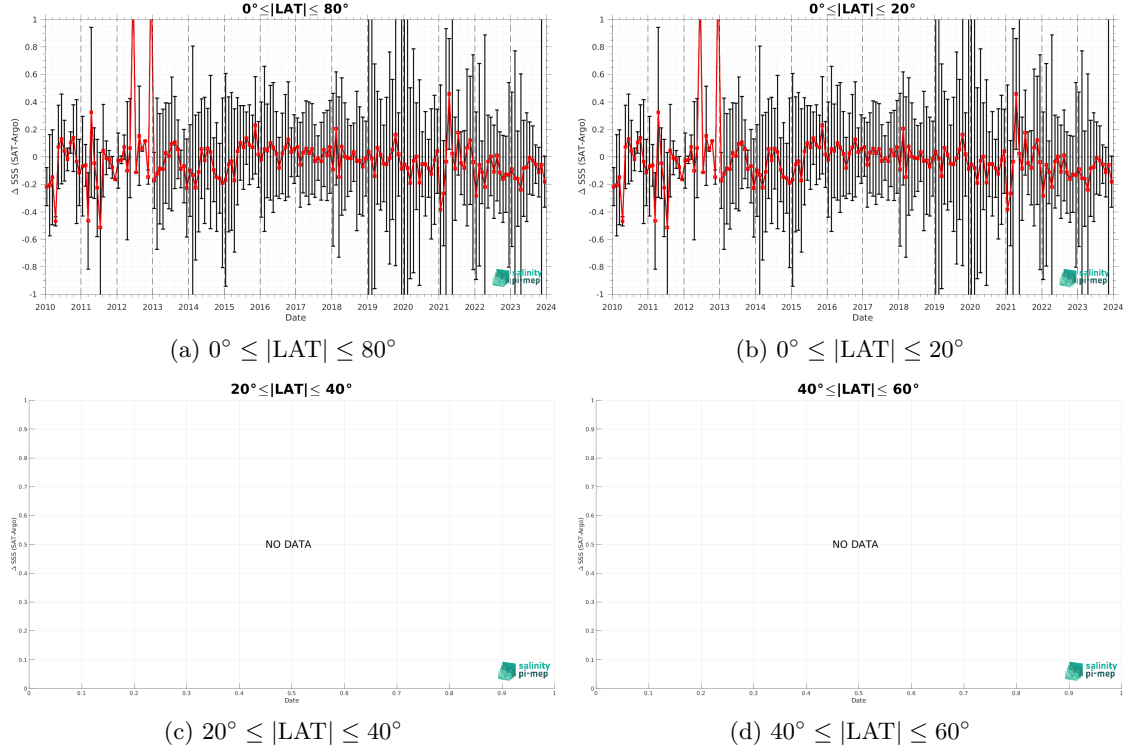 0°≤|LAT|≤ 80°
Δ SSS (SAT-Argo)
1
0.8
0.6
0.4
0.2
0
-0.2
-0.4
-0.6
-0.8
-1
2010 2011 2012 2013 2014 2015 2016 2017 2018 2019 2020 2021 2022 2023 2024
Date
salinity
pi-mep
(a) 0° ≤ |LAT| ≤ 80°
0°≤|LAT|≤ 20°
Δ SSS (SAT-Argo)
1
0.8
0.6
0.4
0.2
0
-0.2
-0.4
-0.6
-0.8
-1
2010 2011 2012 2013 2014 2015 2016 2017 2018 2019 2020 2021 2022 2023 2024
Date
salinity
pi-mep
(b) 0° ≤ |LAT| ≤ 20°
20°≤|LAT|≤ 40°
Δ SSS (SAT-Argo)
1
0.9
0.8
0.7
0.6
0.5
0.4
0.3
0.2
0.1
0
NO DATA
0 0.1 0.2 0.3 0.4 0.5 0.6 0.7 0.8 0.9 1
Date
salinity
pi-mep
(c) 20° ≤ |LAT| ≤ 40°
40°≤|LAT|≤ 60°
Δ SSS (SAT-Argo)
1
0.9
0.8
0.7
0.6
0.5
0.4
0.3
0.2
0.1
0
NO DATA
0 0.1 0.2 0.3 0.4 0.5 0.6 0.7 0.8 0.9 1
Date
salinity
pi-mep
(d) 40° ≤ |LAT| ≤ 60°